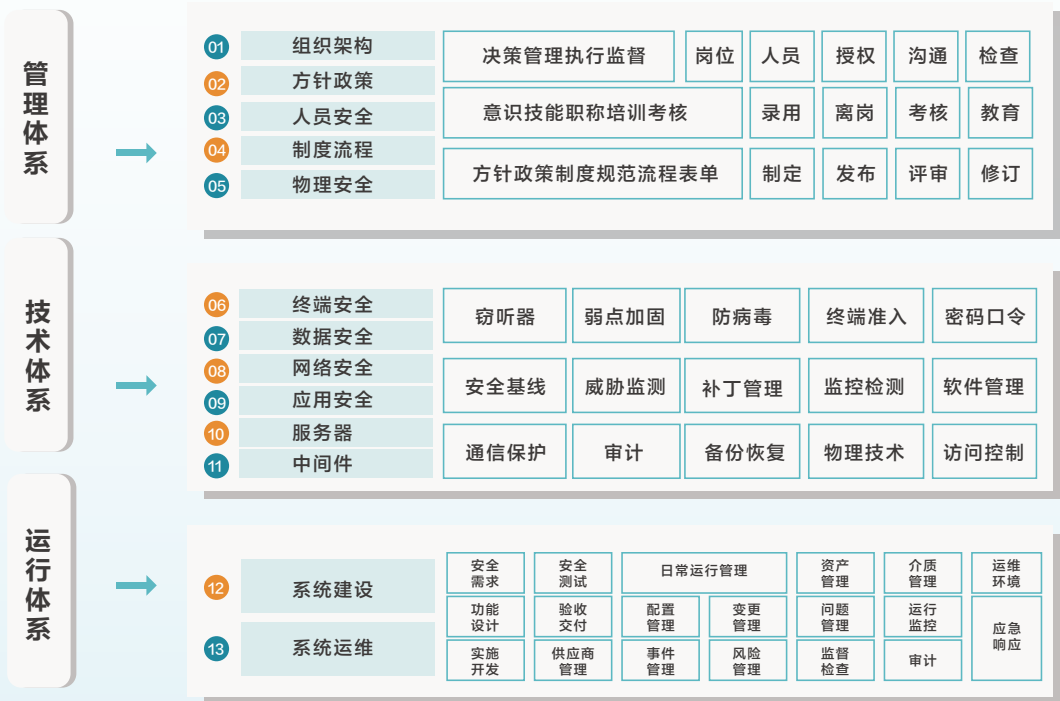 管理体系
01 组织架构
02 方针政策
03 人员安全
04 制度流程
05 物理安全
决策管理执行监督 岗位 人员 授权 沟通 检查
意识技能职称培训考核 录用 离岗 考核 教育
方针政策制度规范流程表单 制定 发布 评审 修订
技术体系
06 终端安全
07 数据安全
08 网络安全
09 应用安全
10 服务器
11 中间件
窃听器 弱点加固 防病毒 终端准入 密码口令
安全基线 威胁监测 补丁管理 监控检测 软件管理
通信保护 审计 备份恢复 物理技术 访问控制
运行体系
12 系统建设
13 系统运维
安全
需求
安全
测试
日常运行管理
资产
管理
介质
管理
运维
环境
功能
设计
验收
交付
配置
管理
变更
管理
问题
管理
运行
监控
应急
响应
实施
开发
供应商
管理
事件
管理
风险
管理
监督
检查
审计